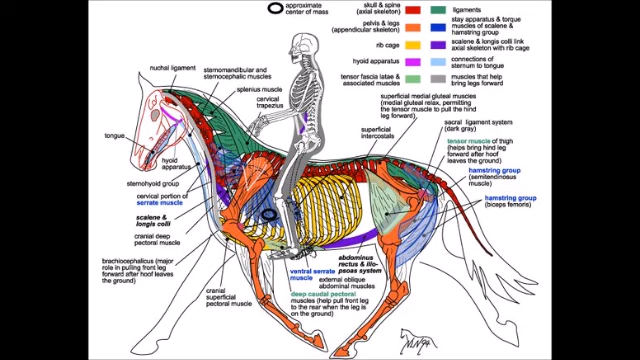 approximate
center of mass
skull & spine
(axial skeleton)
ligaments
pelvis & legs
(appendicular skeleton)
stay apparatus & torque
muscles of scalene &
hamstring group
rib cage
scalene & longis coli link
axial skeleton with rib cage
hyoid apparatus
connections of
sternum to tongue
tensor fascia latae &
associated muscles
muscles that help
bring legs forward
nuchal ligament
sternomandibular and
sternocephalic muscles
splenius muscle
cervical
trapezius
superficial medial gluteal muscles
(medial gluteal relax, permitting
the tensor muscle to pull the hind
leg forward)
superficial
intercostals
sacral ligament system
(dark gray)
tensor muscle of thigh
(helps bring hind leg
forward after hoof
leaves the ground)
hamstring group
(semitendinosus
muscle)
hamstring group
(biceps femoris)
tongue
hyoid
apparatus
sternohyoid group
cervical portion of
serrate muscle
scalene &
longis colli
cranial deep
pectoral muscle
brachiocephalicus (major
role in pulling front leg
forward after hoof leaves
the ground)
cranial
superficial
pectoral muscle
ventral serrate
muscle
abdominus
rectus & ilio-
psoas system
external oblique
abdominal muscles
deep caudal pectoral
muscles (help pull front leg
to the rear when the leg is
on the ground)